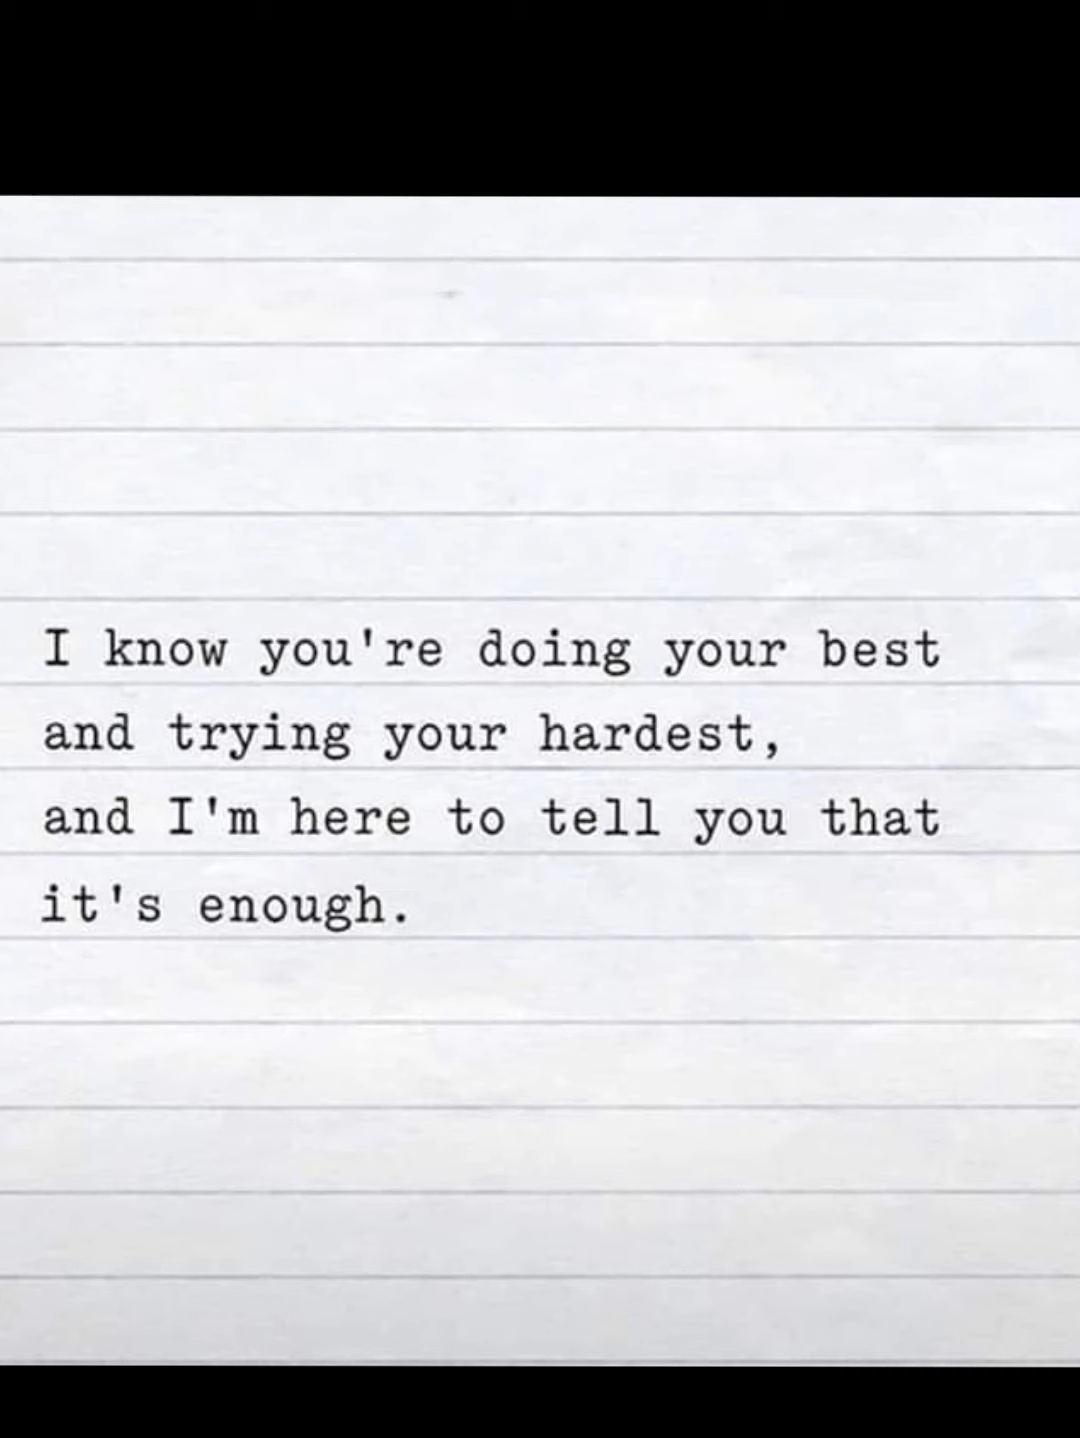 I know you're doing your best
and trying your hardest,
and I'm here to tell you that
it's enough.